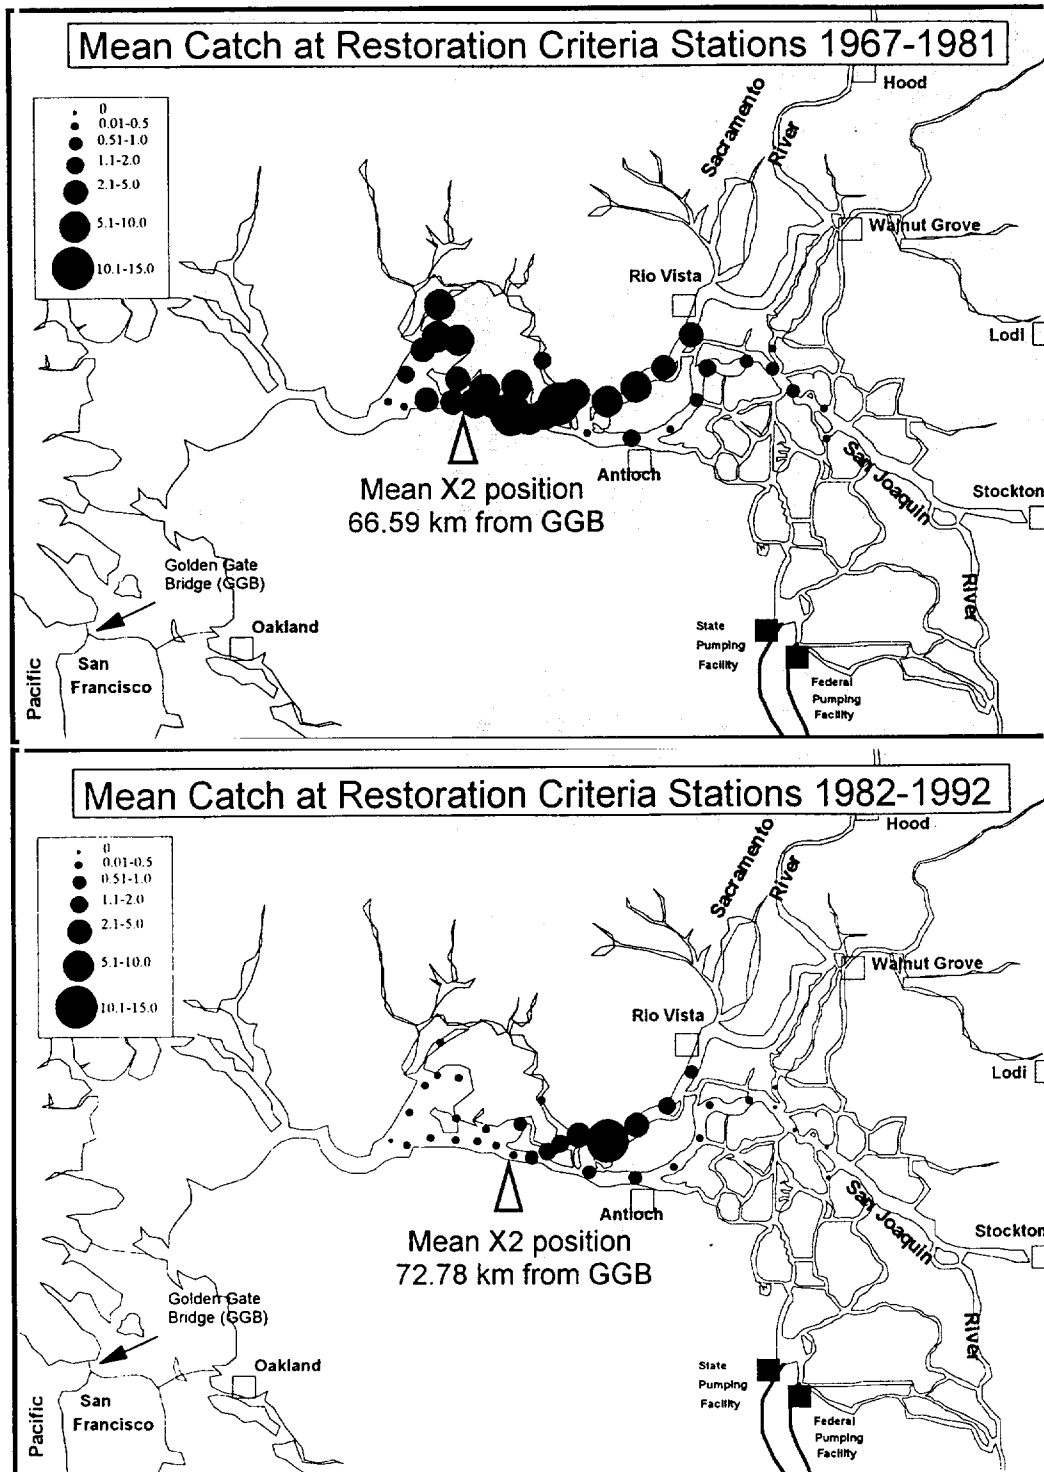 Mean Catch at Restoration Criteria Stations 1967-1981
0
0.01-0.5
0.51-1.0
1.1-2.0
2.1-5.0
5.1-10.0
10.1-15.0
Hood
Sacramento
River
Walnut Grove
Rio Vista
Lodi
Antioch
San Joaquin
River
Stockton
Mean X2 position
66.59 km from GGB
Golden Gate
Bridge (GGB)
Oakland
San
Francisco
Pacific
State
Pumping
Facility
Federal
Pumping
Facility
Mean Catch at Restoration Criteria Stations 1982-1992
0
0.01-0.5
0.51-1.0
1.1-2.0
2.1-5.0
5.1-10.0
10.1-15.0
Hood
Sacramento
River
Walnut Grove
Rio Vista
Lodi
Antioch
San Joaquin
River
Stockton
Mean X2 position
72.78 km from GGB
Golden Gate
Bridge (GGB)
Oakland
San
Francisco
Pacific
State
Pumping
Facility
Federal
Pumping
Facility